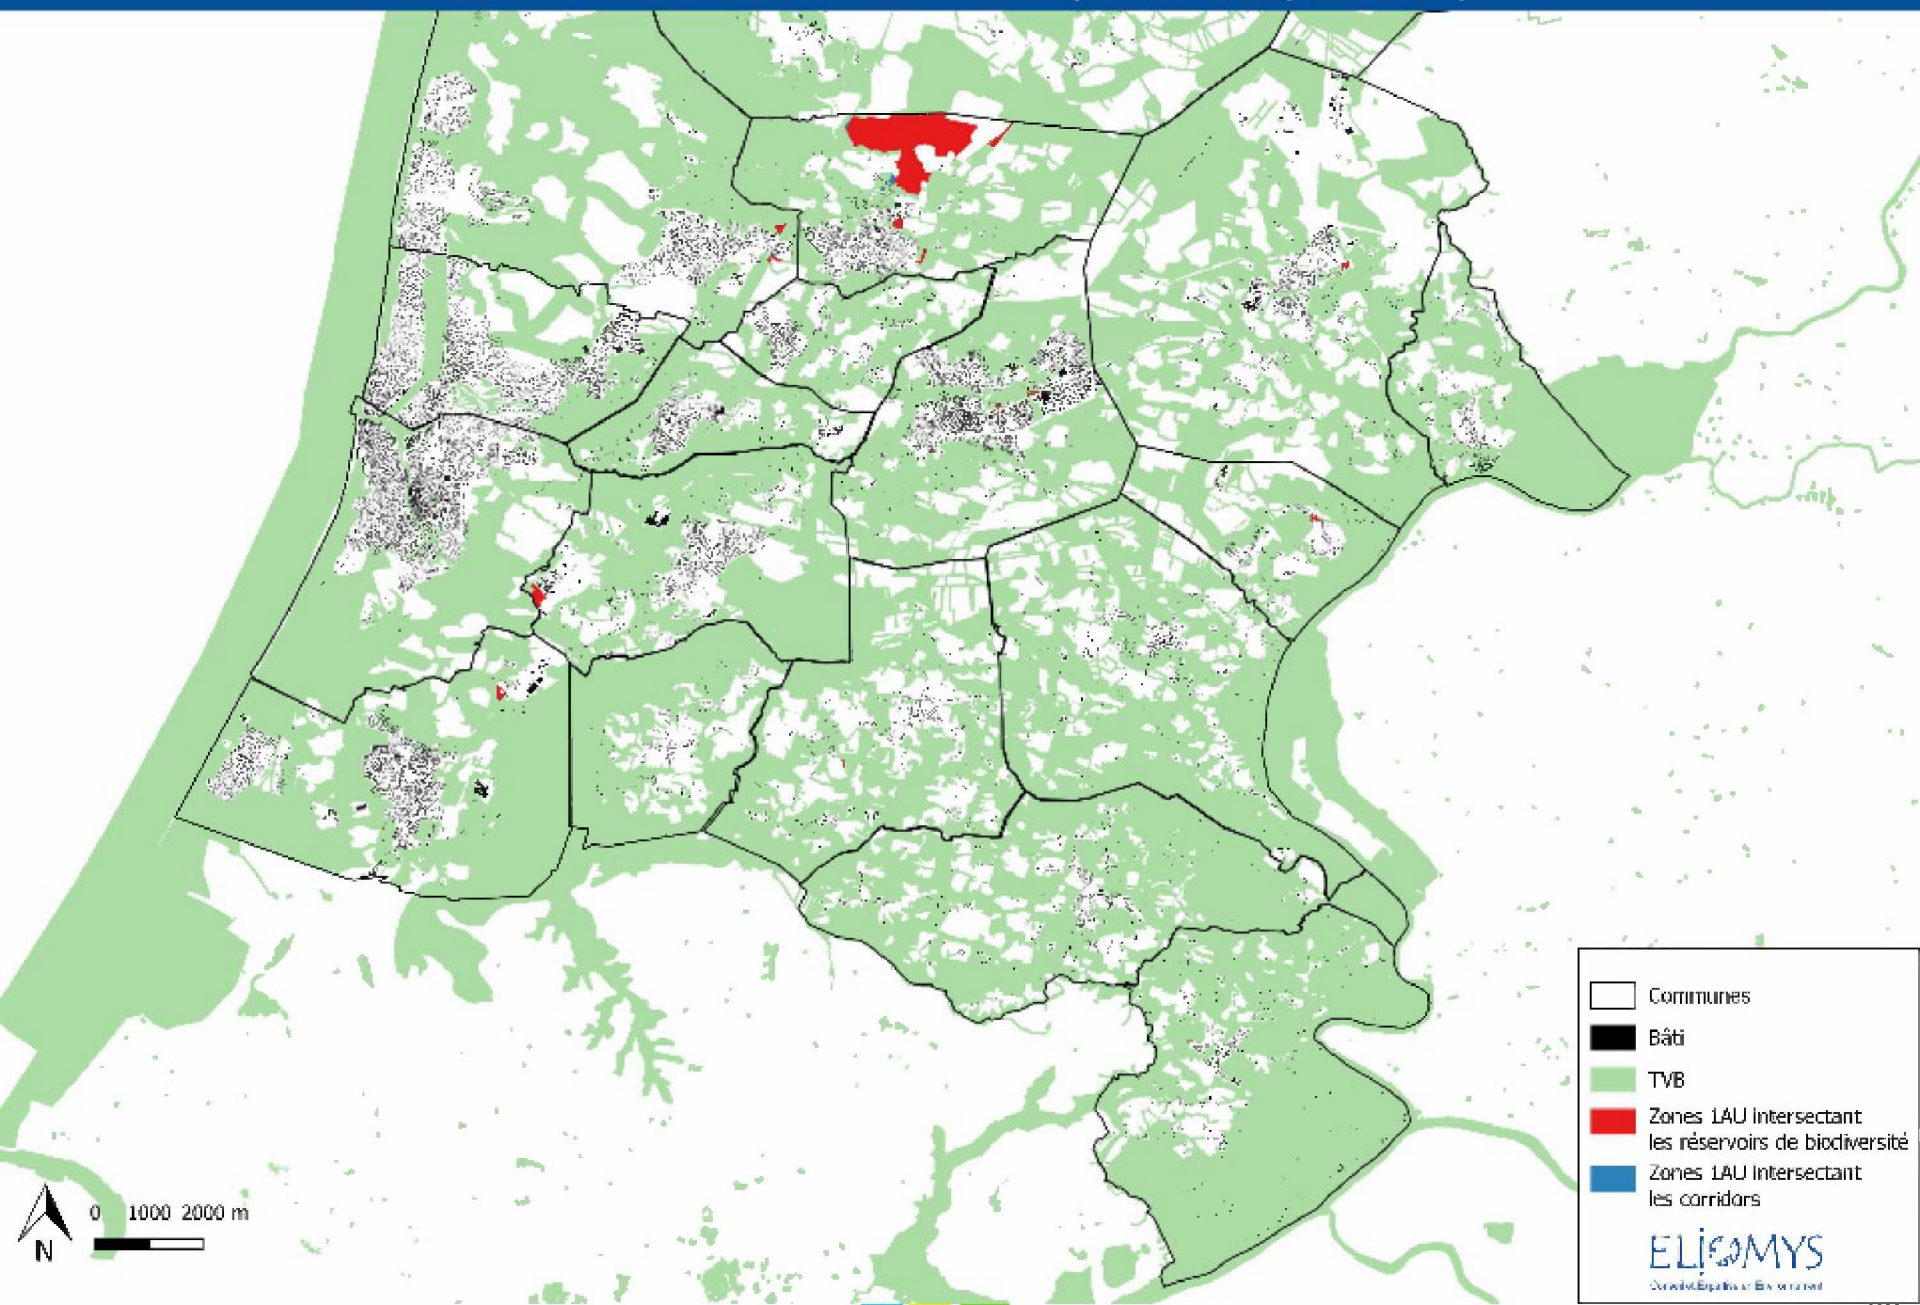 Communes
Bâti
TVB
Zones 1AU intersectant
les réservoirs de biodiversité
Zones 1AU intersectant
les corridors
0 1000 2000 m
N
ELIOMYS